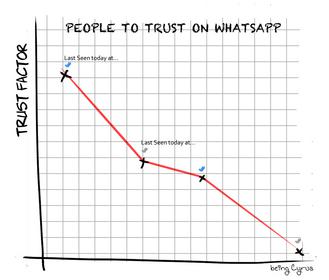 PEOPLE TO TRUST ON WHATSAPP
TRUST FACTOR
Last Seen today at...
Last Seen today at...
being Cyrus